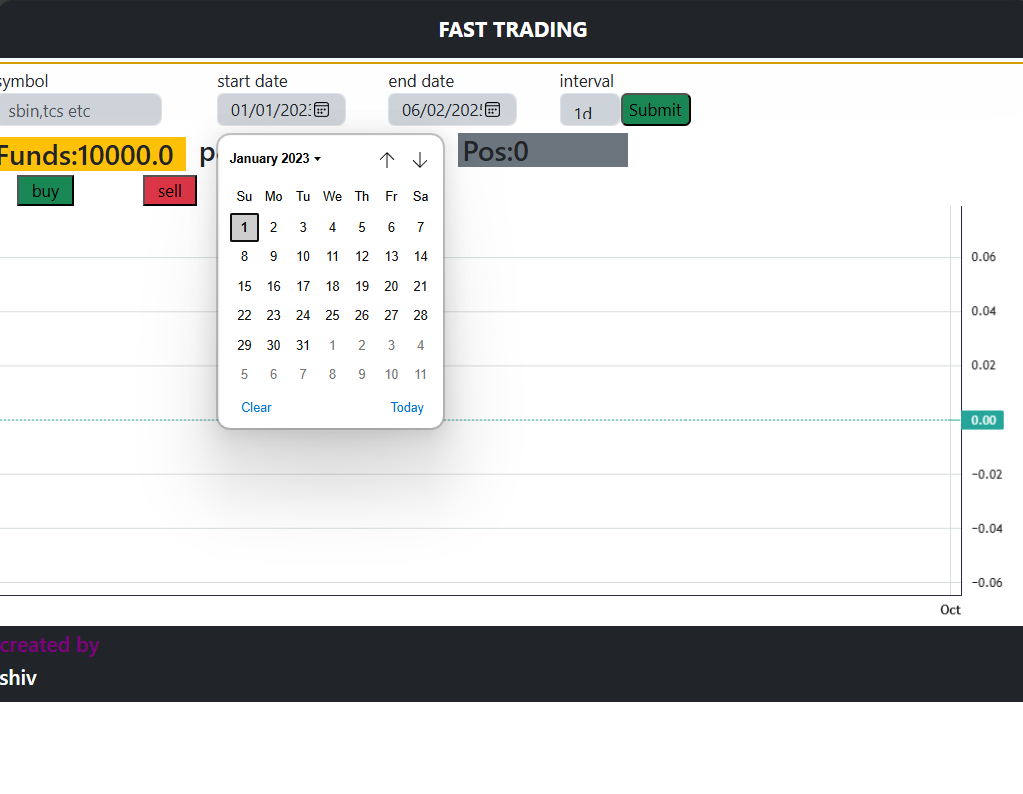 FAST TRADING
symbol start date end date interval
sbin,tcs etc 01/01/2023 06/02/2025 1d Submit
Funds:10000.0 Pos:0
buy sell
January 2023
Su Mo Tu We Th Fr Sa
1 2 3 4 5 6 7
8 9 10 11 12 13 14
15 16 17 18 19 20 21
22 23 24 25 26 27 28
29 30 31 1 2 3 4
5 6 7 8 9 10 11
Clear Today
0.06
0.04
0.02
0.00
−0.02
−0.04
−0.06
Oct
created by
shiv